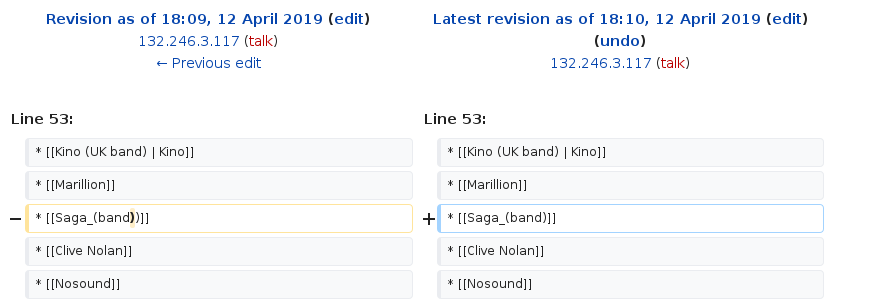 Revision as of 18:09, 12 April 2019 (edit)
132.246.3.117 (talk)
← Previous edit
Latest revision as of 18:10, 12 April 2019 (edit)
(undo)
132.246.3.117 (talk)
Line 53:
Line 53:
* [[Kino (UK band) | Kino]]
* [[Kino (UK band) | Kino]]
* [[Marillion]]
* [[Marillion]]
− * [[Saga_(band))]]
+ * [[Saga_(band)]]
* [[Clive Nolan]]
* [[Clive Nolan]]
* [[Nosound]]
* [[Nosound]]